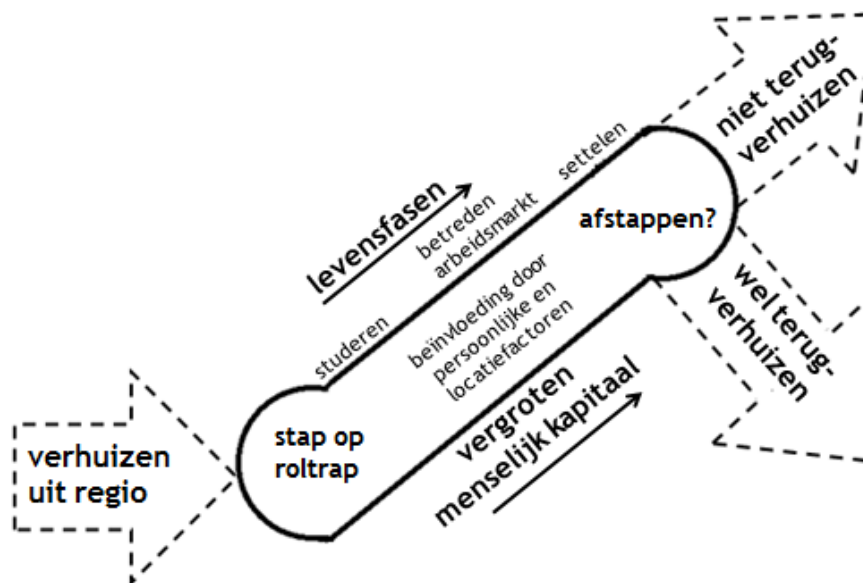 verhuizen
uit regio
stap op
roltrap
studeren
levensfasen
betreden
arbeidsmarkt
settelen
beïnvloeding door
persoonlijke en
locatiefactoren
vergroten
menselijk kapitaal
afstappen?
niet terug-
verhuizen
wel terug-
verhuizen